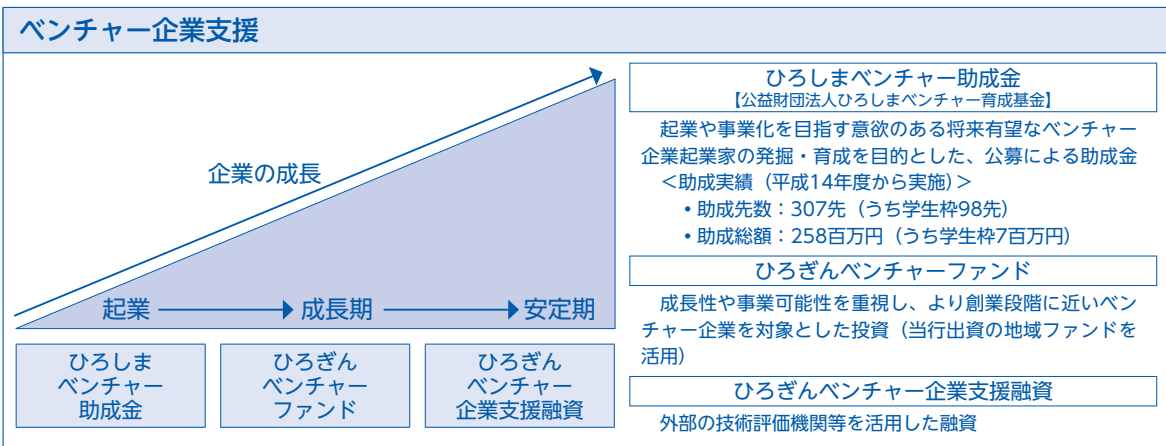 ベンチャー企業支援
企業の成長
起業
成長期
安定期
ひろしま
ベンチャー
助成金
ひろぎん
ベンチャー
ファンド
ひろぎん
ベンチャー
企業支援融資
ひろしまベンチャー助成金
【公益財団法人ひろしまベンチャー育成基金】
起業や事業化を目指す意欲のある将来有望なベンチャー
企業起業家の発掘・育成を目的とした、公募による助成金
＜助成実績（平成14年度から実施）＞
•助成先数：307先（うち学生枠98先）
•助成総額：258百万円（うち学生枠7百万円）
ひろぎんベンチャーファンド
成長性や事業可能性を重視し、より創業段階に近いベン
チャー企業を対象とした投資（当行出資の地域ファンドを
活用）
ひろぎんベンチャー企業支援融資
外部の技術評価機関等を活用した融資